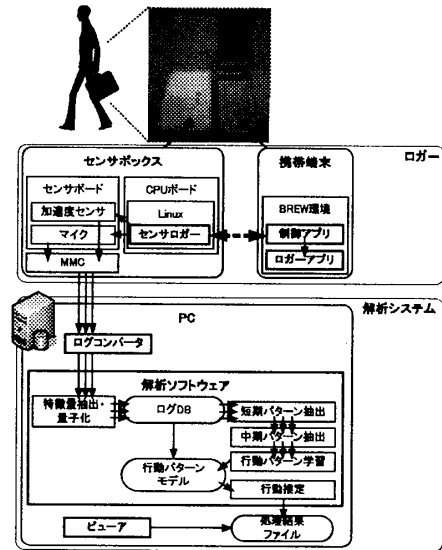 ロガー
センサボックス
携帯端末
センサボード
CPUボード
加速度センサ
Linux
BREW環境
マイク
センサロガー
制御アプリ
MMC
ロガーアプリ
解析システム
PC
ログコンバータ
解析ソフトウェア
特徴量抽出・
量子化
ログDB
短期パターン抽出
中期パターン抽出
行動パターン学習
行動パターン
モデル
行動推定
ビューア
処理結果
ファイル